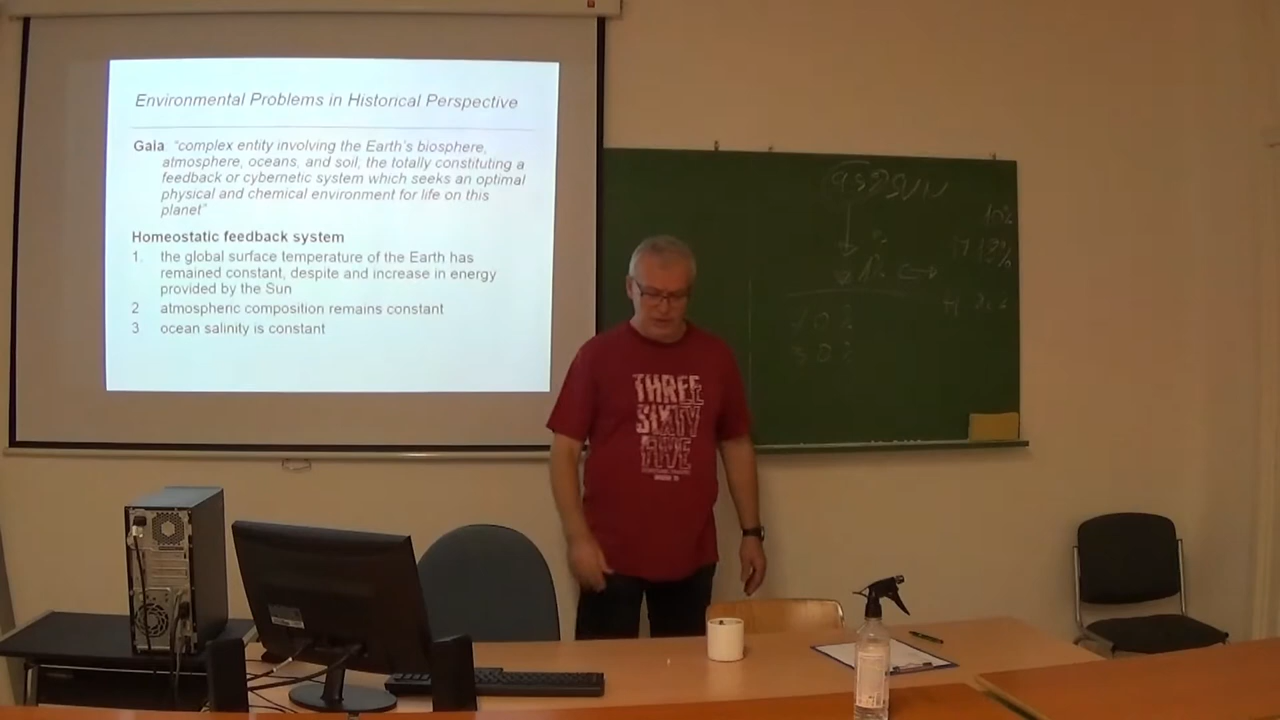 Environmental Problems in Historical Perspective
Gaia "complex entity involving the Earth's biosphere,
atmosphere, oceans, and soil, the totally constituting a
feedback or cybernetic system which seeks an optimal
physical and chemical environment for life on this
planet"
Homeostatic feedback system
1. the global surface temperature of the Earth has
remained constant, despite and increase in energy
provided by the Sun
2 atmospheric composition remains constant
3 ocean salinity is constant
THREE
SIXTY
FIVE